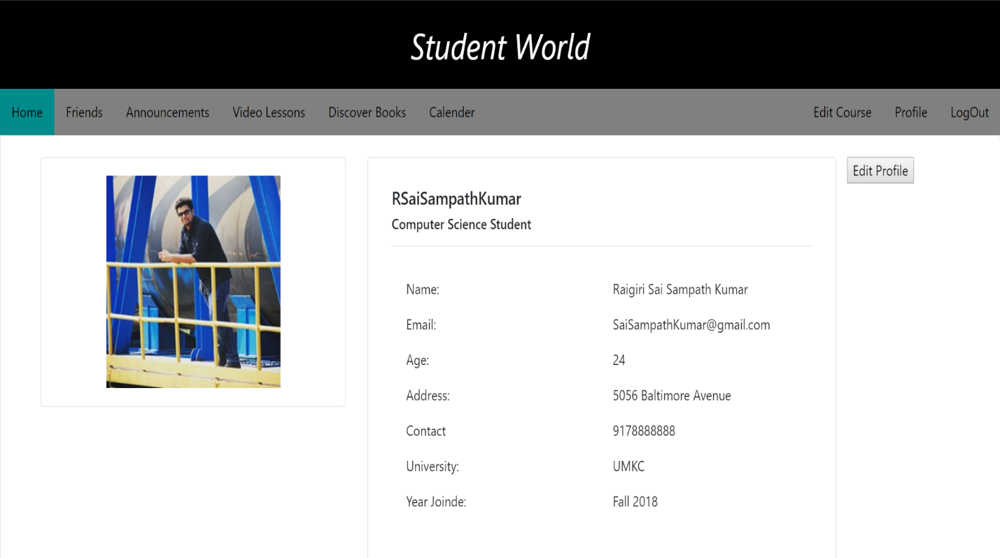 Student World
Home Friends Announcements Video Lessons Discover Books Calender Edit Course Profile LogOut
Edit Profile
RSaiSampathKumar
Computer Science Student
Name: Raigiri Sai Sampath Kumar
Email: SaiSampathKumar@gmail.com
Age: 24
Address: 5056 Baltimore Avenue
Contact 9178888888
University: UMKC
Year Joinde: Fall 2018